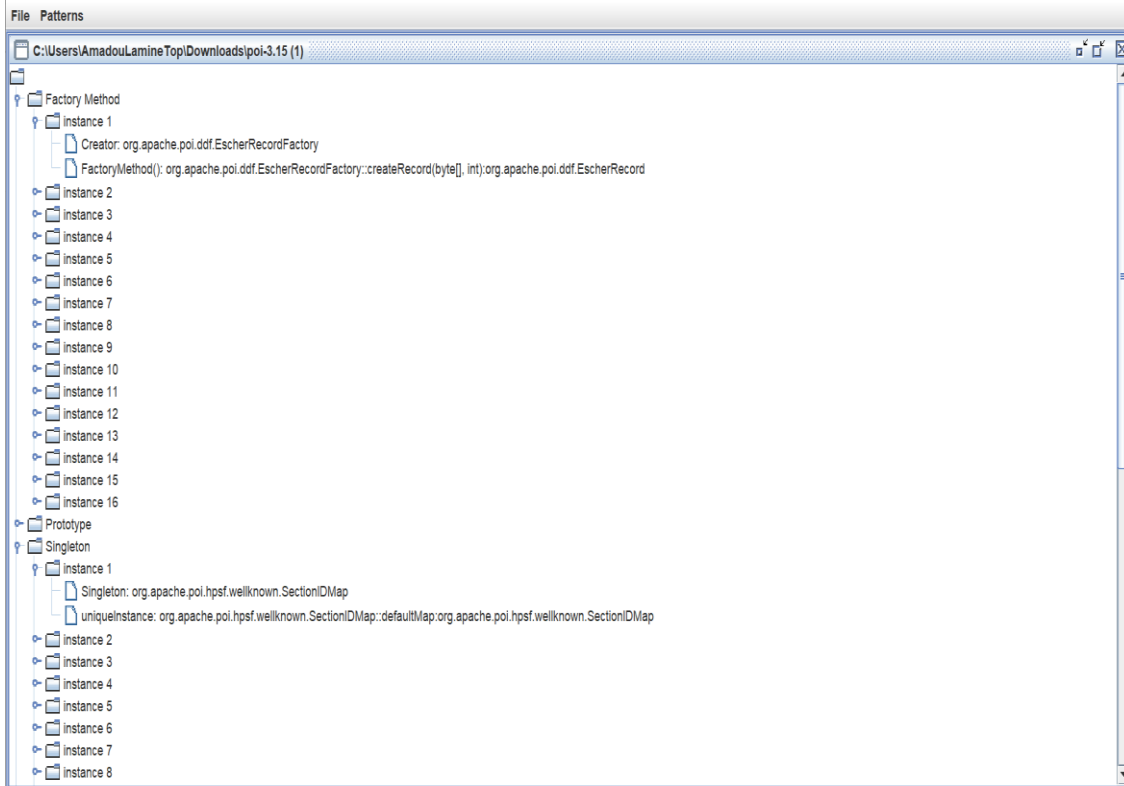 File Patterns
C:\Users\AmadouLamineTop\Downloads\poi-3.15 (1)
Factory Method
instance 1
Creator: org.apache.poi.ddf.EscherRecordFactory
FactoryMethod(): org.apache.poi.ddf.EscherRecordFactory::createRecord(byte[], int):org.apache.poi.ddf.EscherRecord
instance 2
instance 3
instance 4
instance 5
instance 6
instance 7
instance 8
instance 9
instance 10
instance 11
instance 12
instance 13
instance 14
instance 15
instance 16
Prototype
Singleton
instance 1
Singleton: org.apache.poi.hpsf.wellknown.SectionIDMap
uniqueInstance: org.apache.poi.hpsf.wellknown.SectionIDMap::defaultMap:org.apache.poi.hpsf.wellknown.SectionIDMap
instance 2
instance 3
instance 4
instance 5
instance 6
instance 7
instance 8